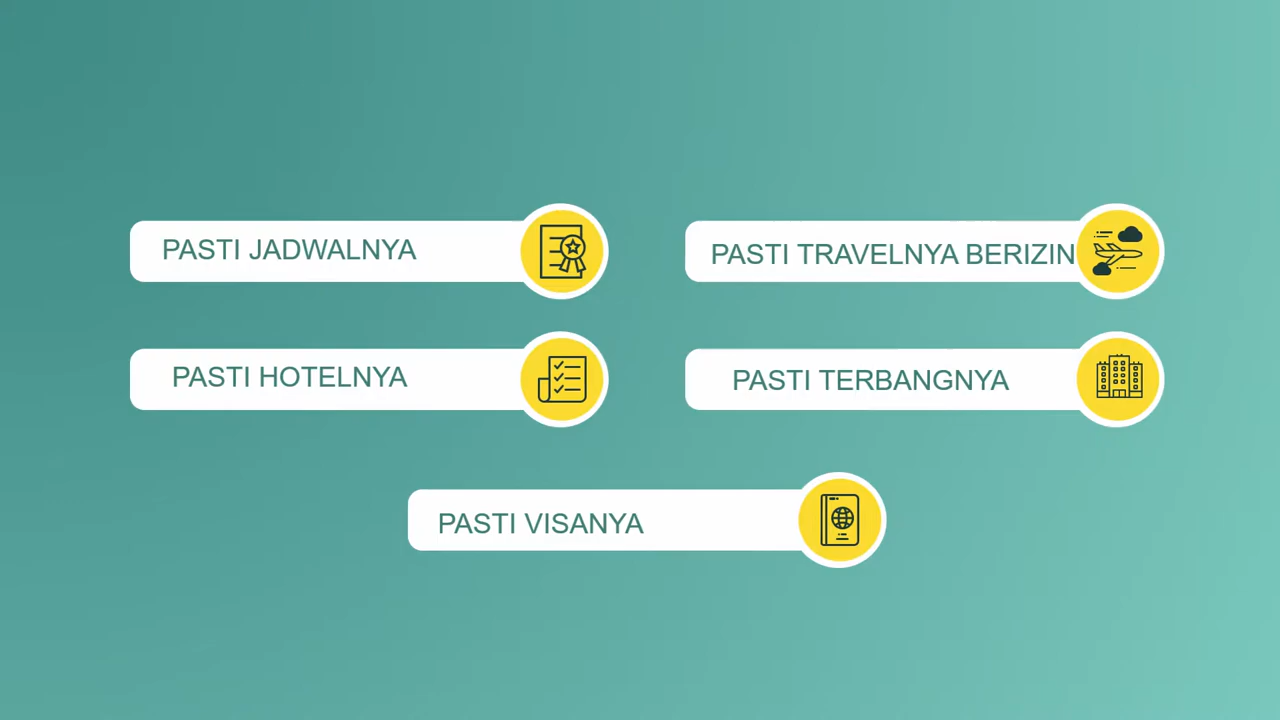 PASTI JADWALNYA
PASTI TRAVELNYA BERIZIN
PASTI HOTELNYA
PASTI TERBANGNYA
PASTI VISANYA